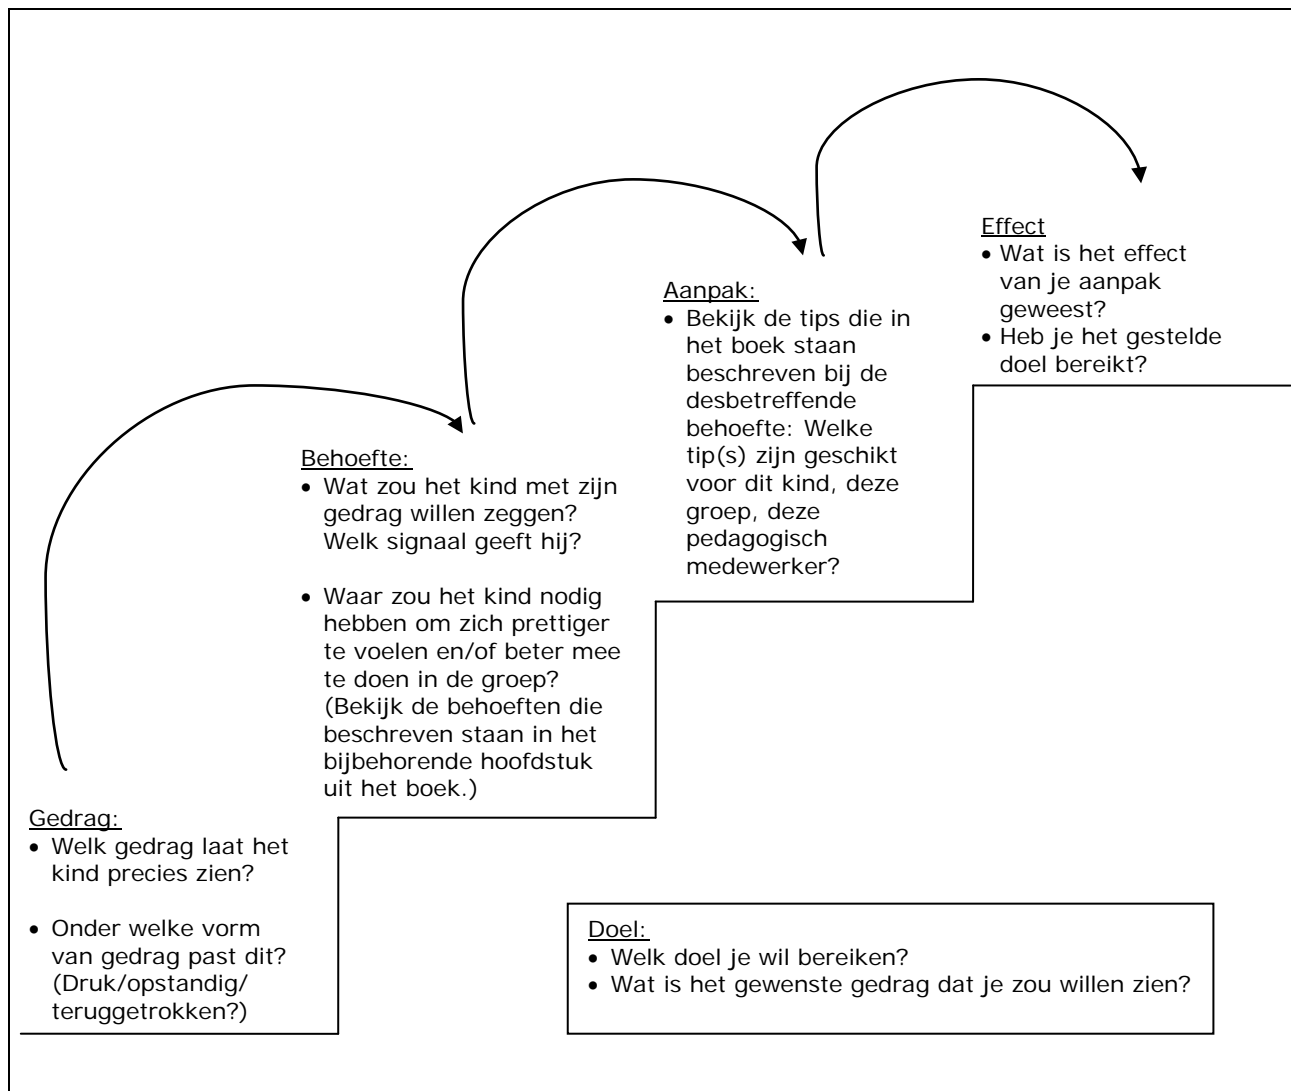 Gedrag:
• Welk gedrag laat het
kind precies zien?
• Onder welke vorm
van gedrag past dit?
(Druk/opstandig/
teruggetrokken?)
Behoefte:
• Wat zou het kind met zijn
gedrag willen zeggen?
Welk signaal geeft hij?
• Waar zou het kind nodig
hebben om zich prettiger
te voelen en/of beter mee
te doen in de groep?
(Bekijk de behoeften die
beschreven staan in het
bijbehorende hoofdstuk
uit het boek.)
Aanpak:
• Bekijk de tips die in
het boek staan
beschreven bij de
desbetreffende
behoefte: Welke
tip(s) zijn geschikt
voor dit kind, deze
groep, deze
pedagogisch
medewerker?
Effect
• Wat is het effect
van je aanpak
geweest?
• Heb je het gestelde
doel bereikt?
Doel:
• Welk doel je wil bereiken?
• Wat is het gewenste gedrag dat je zou willen zien?